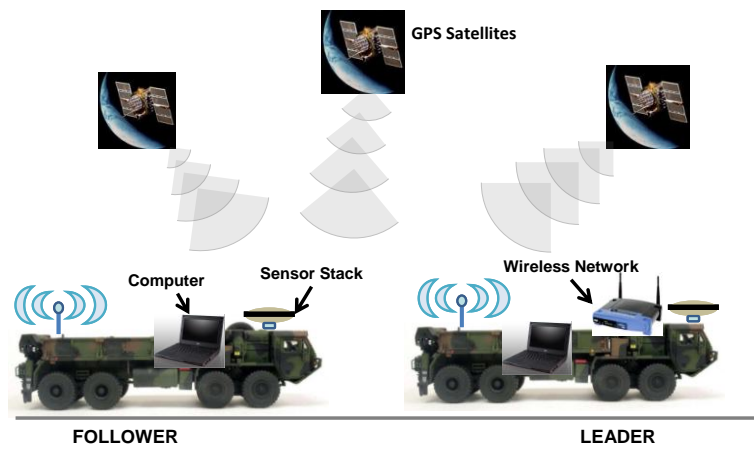 GPS Satellites
Computer
Sensor Stack
Wireless Network
FOLLOWER
LEADER